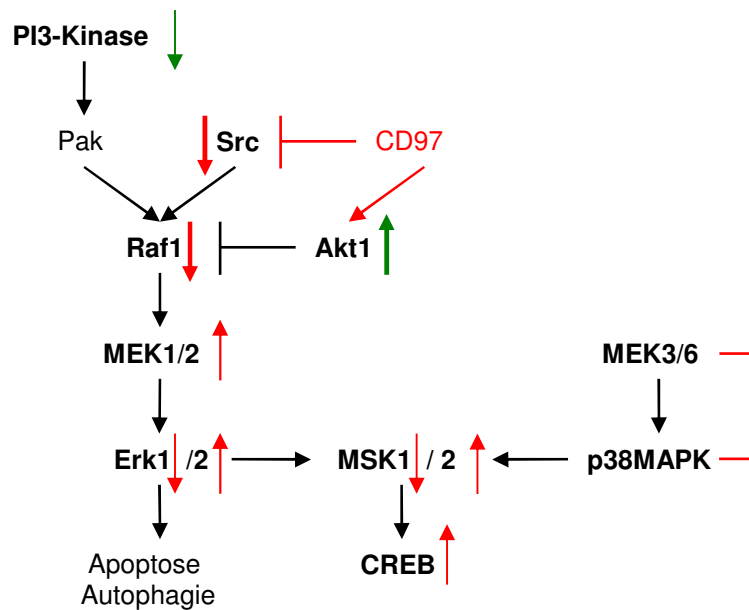 PI3-Kinase
Pak
Src
CD97
Raf1
Akt1
MEK1/2
MEK3/6
Erk1 /2
MSK1 / 2
p38MAPK
Apoptose
Autophagie
CREB